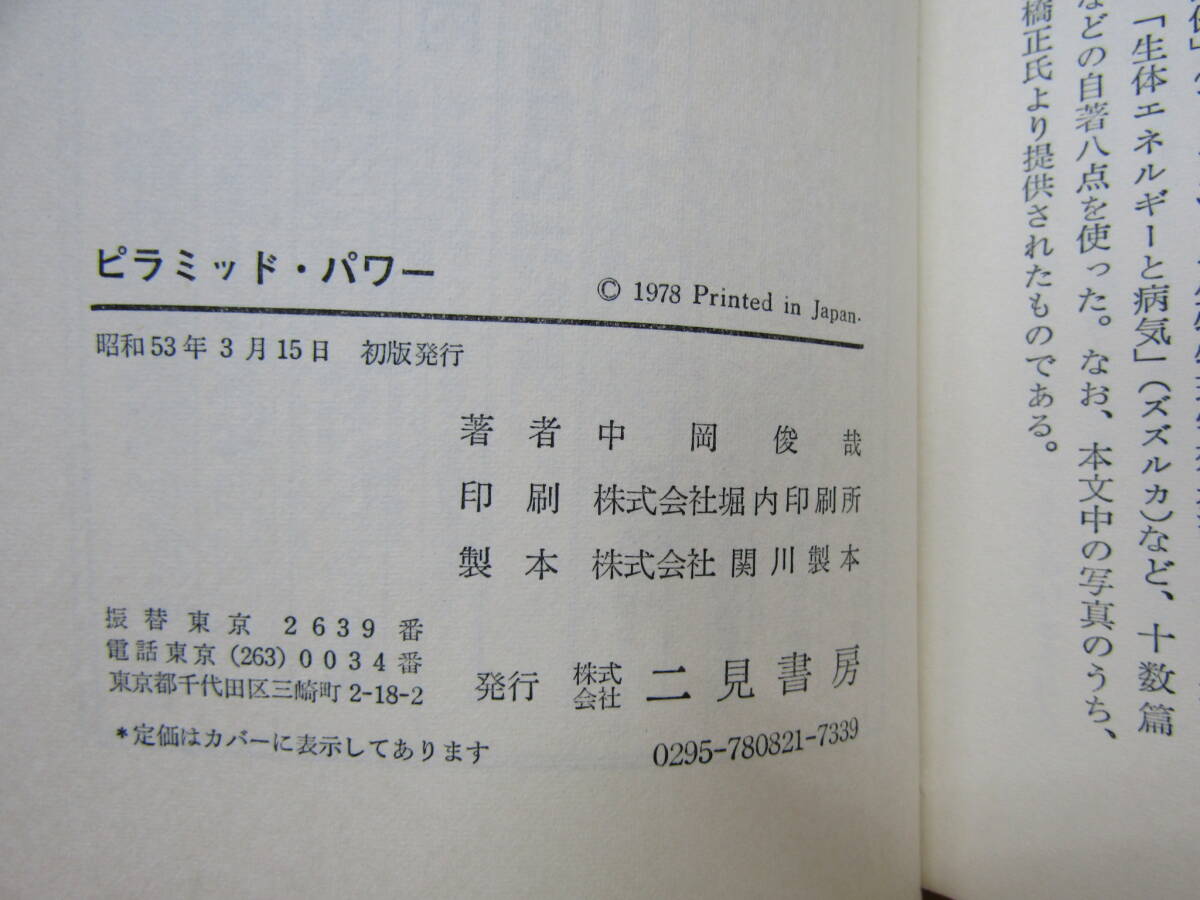 「生体エネルギーと病気」（ズズルカ）など、十数篇
などの自著八点を使った。なお、本文中の写真のうち、
橋正氏より提供されたものである。
ピラミッド・パワー
© 1978 Printed in Japan.
昭和53年3月15日 初版発行
著者 中岡俊哉
印刷 株式会社堀内印刷所
製本 株式会社関川製本
振替東京 2639番
電話東京(263)0034番
東京都千代田区三崎町2-18-2
発行 株式会社 二見書房
*定価はカバーに表示してあります
0295-780821-7339